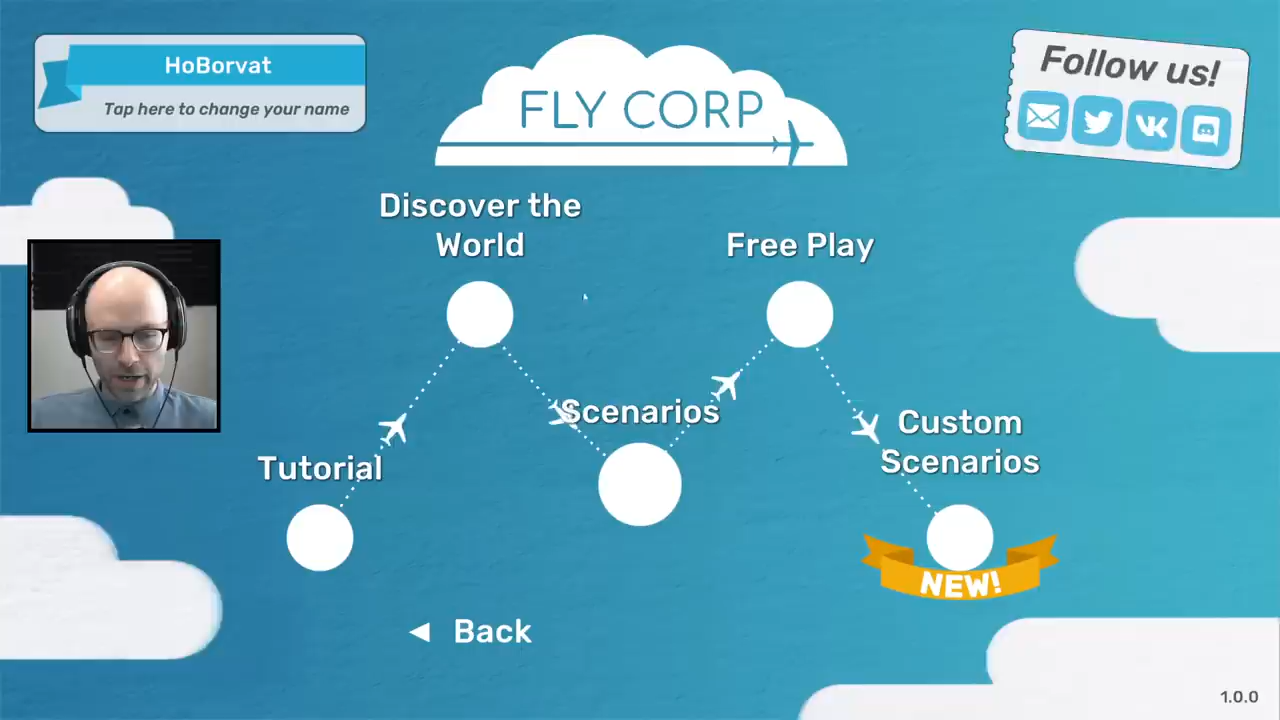 HoBorvat
Tap here to change your name
FLY CORP
Follow us!
Discover the
World
Free Play
Scenarios
Custom
Scenarios
Tutorial
NEW!
Back
1.0.0